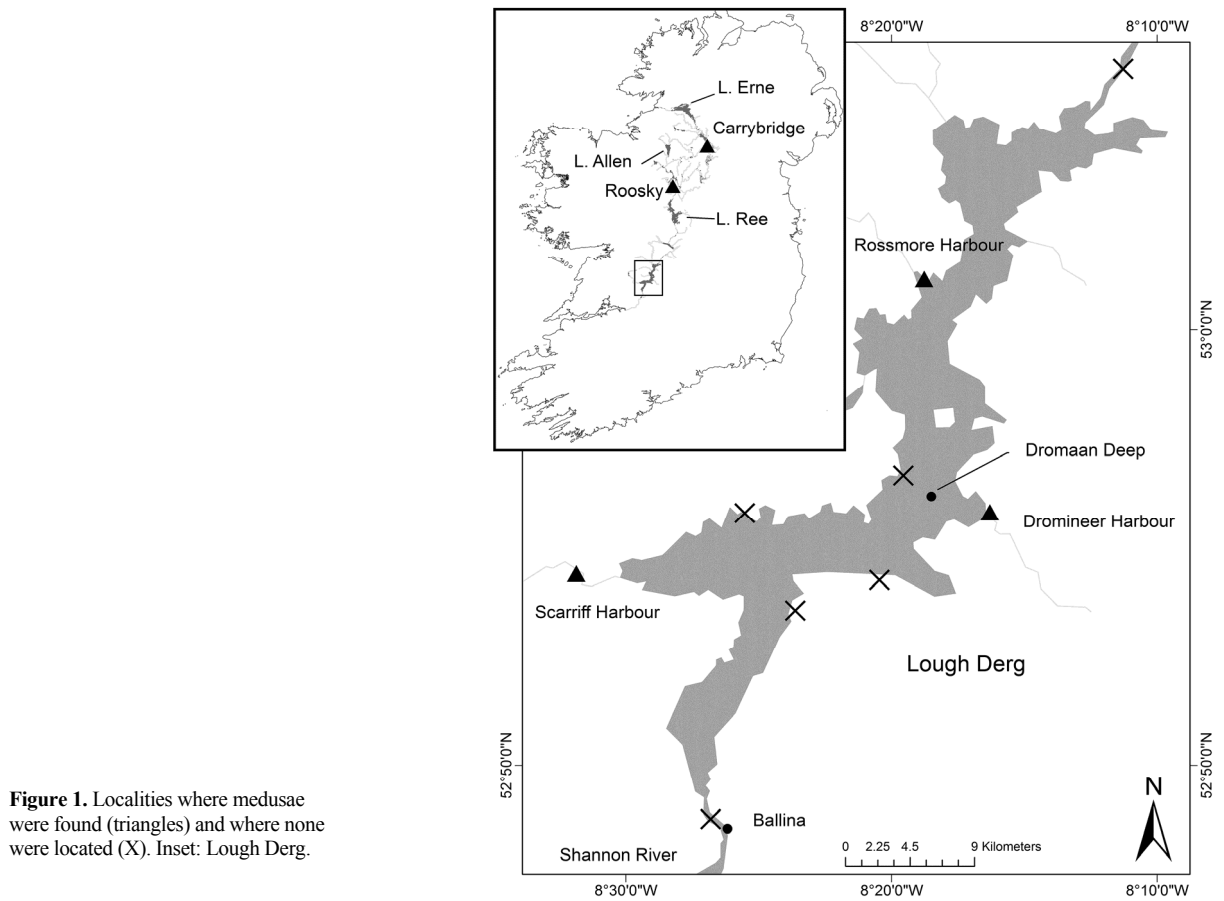 8°20'0"W
8°10'0"W
L. Erne
Carrybridge
L. Allen
Roosky
L. Ree
Rossmore Harbour
53°0'0"N
Dromaan Deep
Dromineer Harbour
Scarriff Harbour
Lough Derg
52°50'0"N
52°50'0"N
N
Ballina
Shannon River
0 2.25 4.5 9 Kilometers
8°30'0"W
8°20'0"W
8°10'0"W
Figure 1. Localities where medusae
were found (triangles) and where none
were located (X). Inset: Lough Derg.